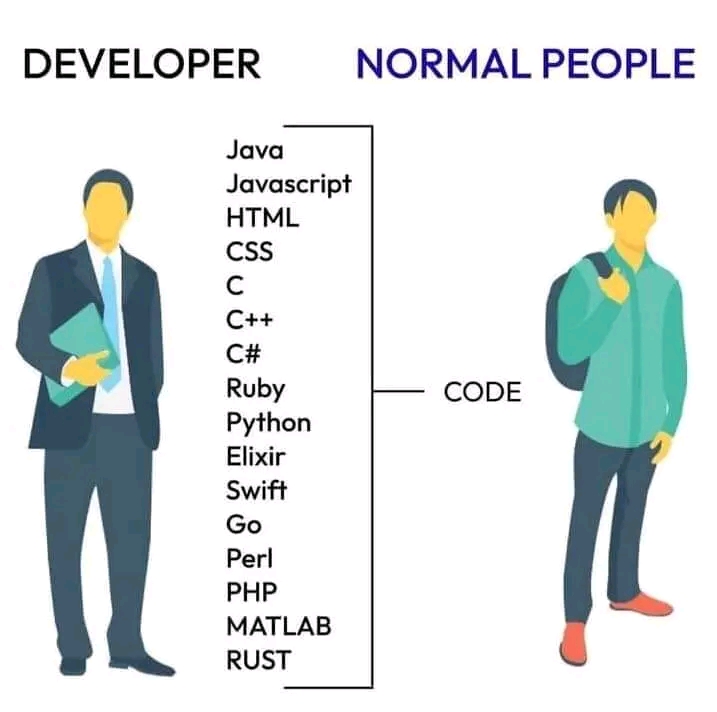 DEVELOPER
NORMAL PEOPLE
Java
Javascript
HTML
CSS
C
C++
C#
Ruby
Python
Elixir
Swift
Go
Perl
PHP
MATLAB
RUST
CODE